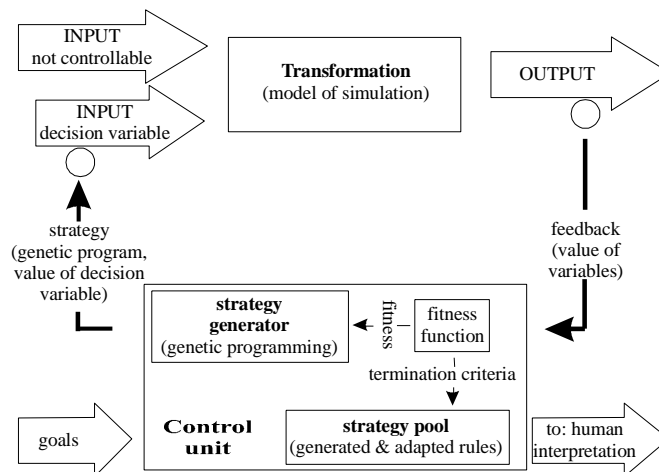 INPUT
not controllable
Transformation
(model of simulation)
OUTPUT
INPUT
decision variable
strategy
(genetic program,
value of decision
variable)
feedback
(value of
variables)
strategy
generator
(genetic programming)
fitness
fitness
function
termination criteria
goals
Control
unit
strategy pool
(generated & adapted rules)
to: human
interpretation